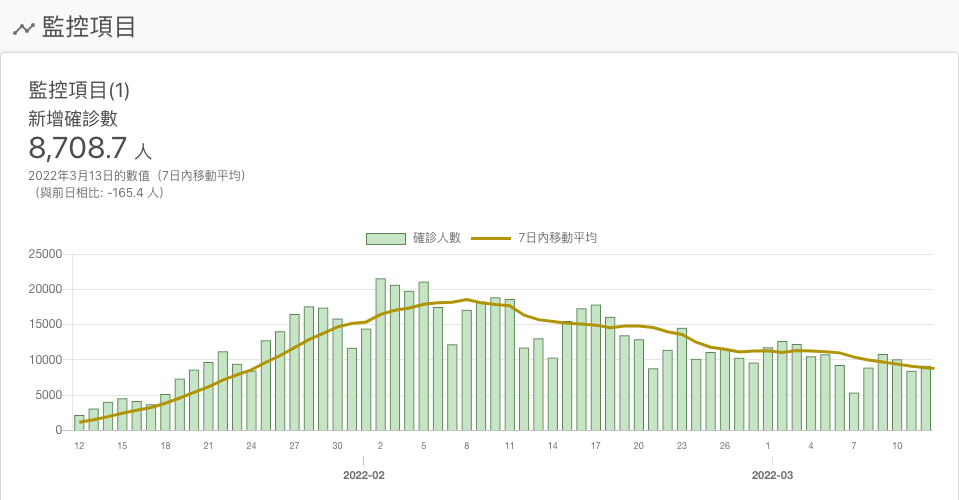 監控項目
監控項目(1)
新增確診數
8,708.7 人
2022年3月13日的數值（7日內移動平均）
（與前日相比: -165.4 人）
確診人數 7日內移動平均
25000
20000
15000
10000
5000
0
12 15 18 21 24 27 30 2 5 8 11 14 17 20 23 26 1 4 7 10
2022-02 2022-03